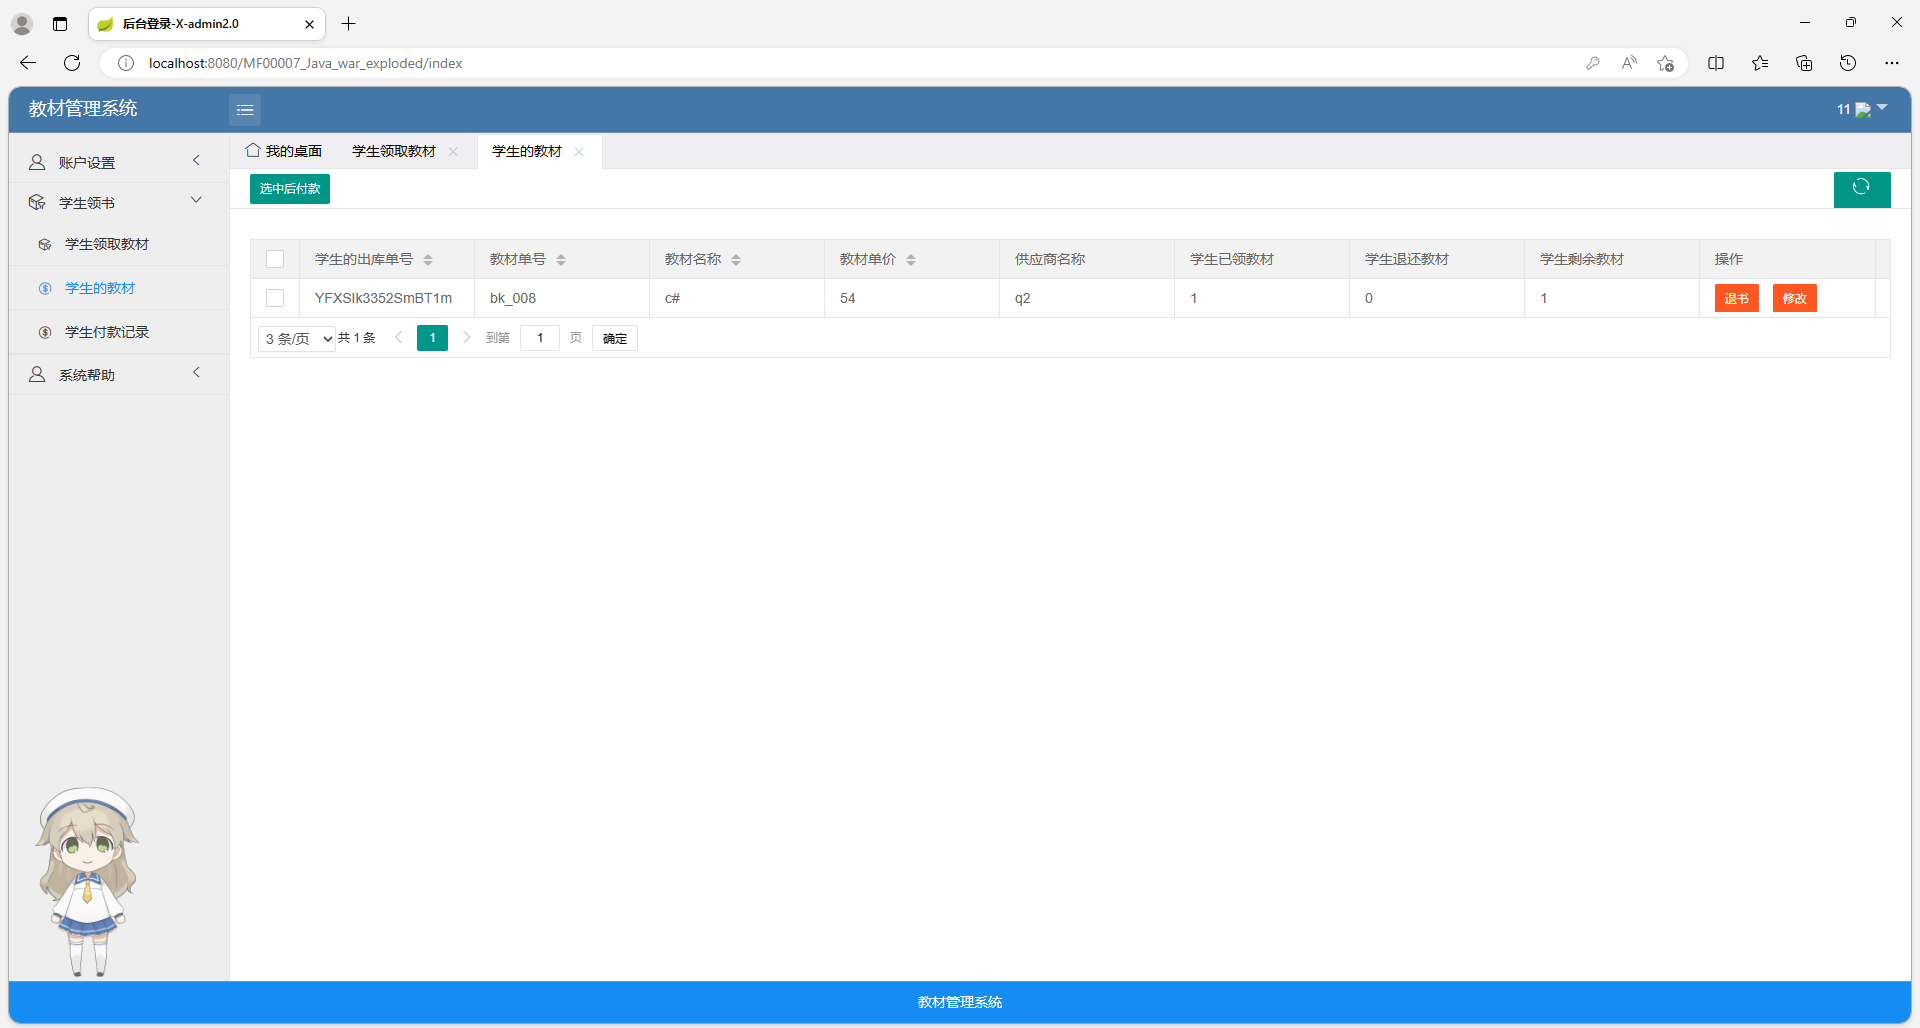 后台登录-X-admin2.0
localhost:8080/MF00007_Java_war_exploded/index
教材管理系统
11
账户设置
学生领书
学生领取教材
学生的教材
学生付款记录
系统帮助
我的桌面 学生领取教材 学生的教材
选中后付款
学生的出库单号 教材单号 教材名称 教材单价 供应商名称 学生已领教材 学生退还教材 学生剩余教材 操作
YFXSIk3352SmBT1m bk_008 c# 54 q2 1 0 1 退书 修改
3 条/页 共 1 条 1 到第 1 页 确定
教材管理系统